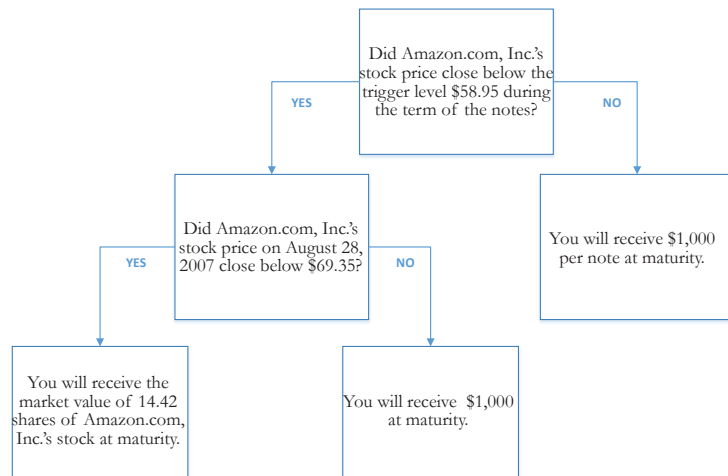 Did Amazon.com, Inc.'s
stock price close below the
trigger level $58.95 during
the term of the notes?
YES
NO
Did Amazon.com, Inc.'s
stock price on August 28,
2007 close below $69.35?
You will receive $1,000
per note at maturity.
YES
NO
You will receive the
market value of 14.42
shares of Amazon.com,
Inc.'s stock at maturity.
You will receive $1,000
at maturity.